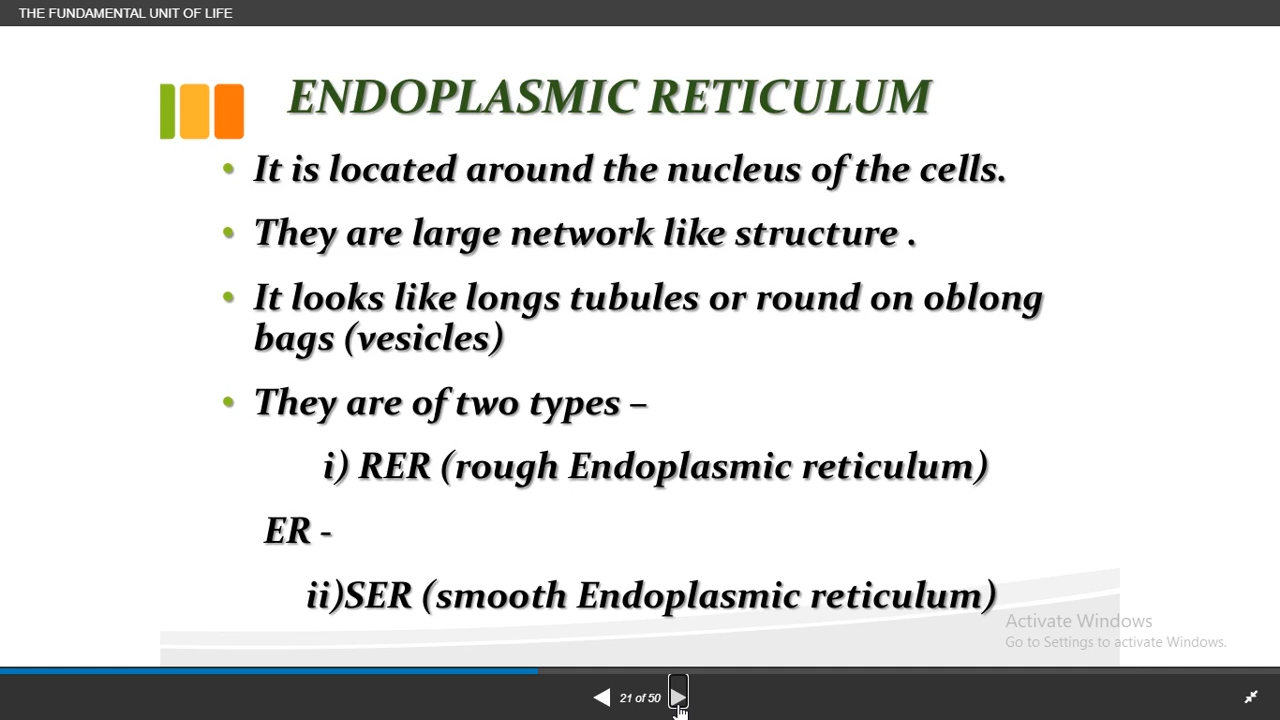 THE FUNDAMENTAL UNIT OF LIFE
ENDOPLASMIC RETICULUM
• It is located around the nucleus of the cells.
• They are large network like structure .
• It looks like longs tubules or round on oblong
bags (vesicles)
• They are of two types –
i) RER (rough Endoplasmic reticulum)
ER -
ii)SER (smooth Endoplasmic reticulum)
Activate Windows
Go to Settings to activate Windows.
21 of 50